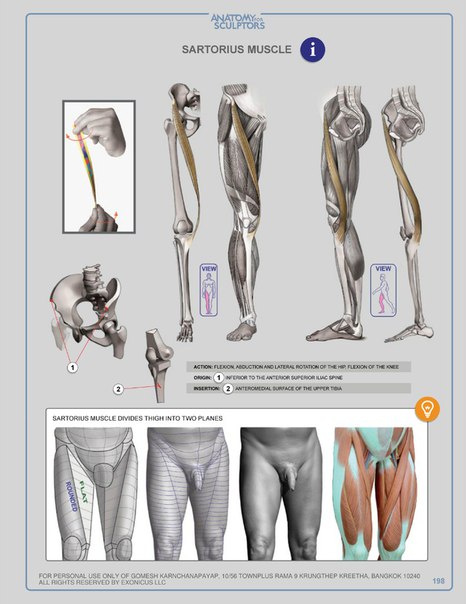 ANATOMY FOR
SCULPTORS
SARTORIUS MUSCLE
i
VIEW
VIEW
1
2
ACTION: FLEXION, ABDUCTION AND LATERAL ROTATION OF THE HIP, FLEXION OF THE KNEE
ORIGIN: 1 INFERIOR TO THE ANTERIOR SUPERIOR ILIAC SPINE
INSERTION: 2 ANTEROMEDIAL SURFACE OF THE UPPER TIBIA
SARTORIUS MUSCLE DIVIDES THIGH INTO TWO PLANES
FLAT
ROUNDED
FOR PERSONAL USE ONLY OF GOMESH KARNCHANAPAYAP, 10/56 TOWNPLUS RAMA 9 KRUNGTHEP KREETHA, BANGKOK 10240
ALL RIGHTS RESERVED BY EXONICUS LLC
198